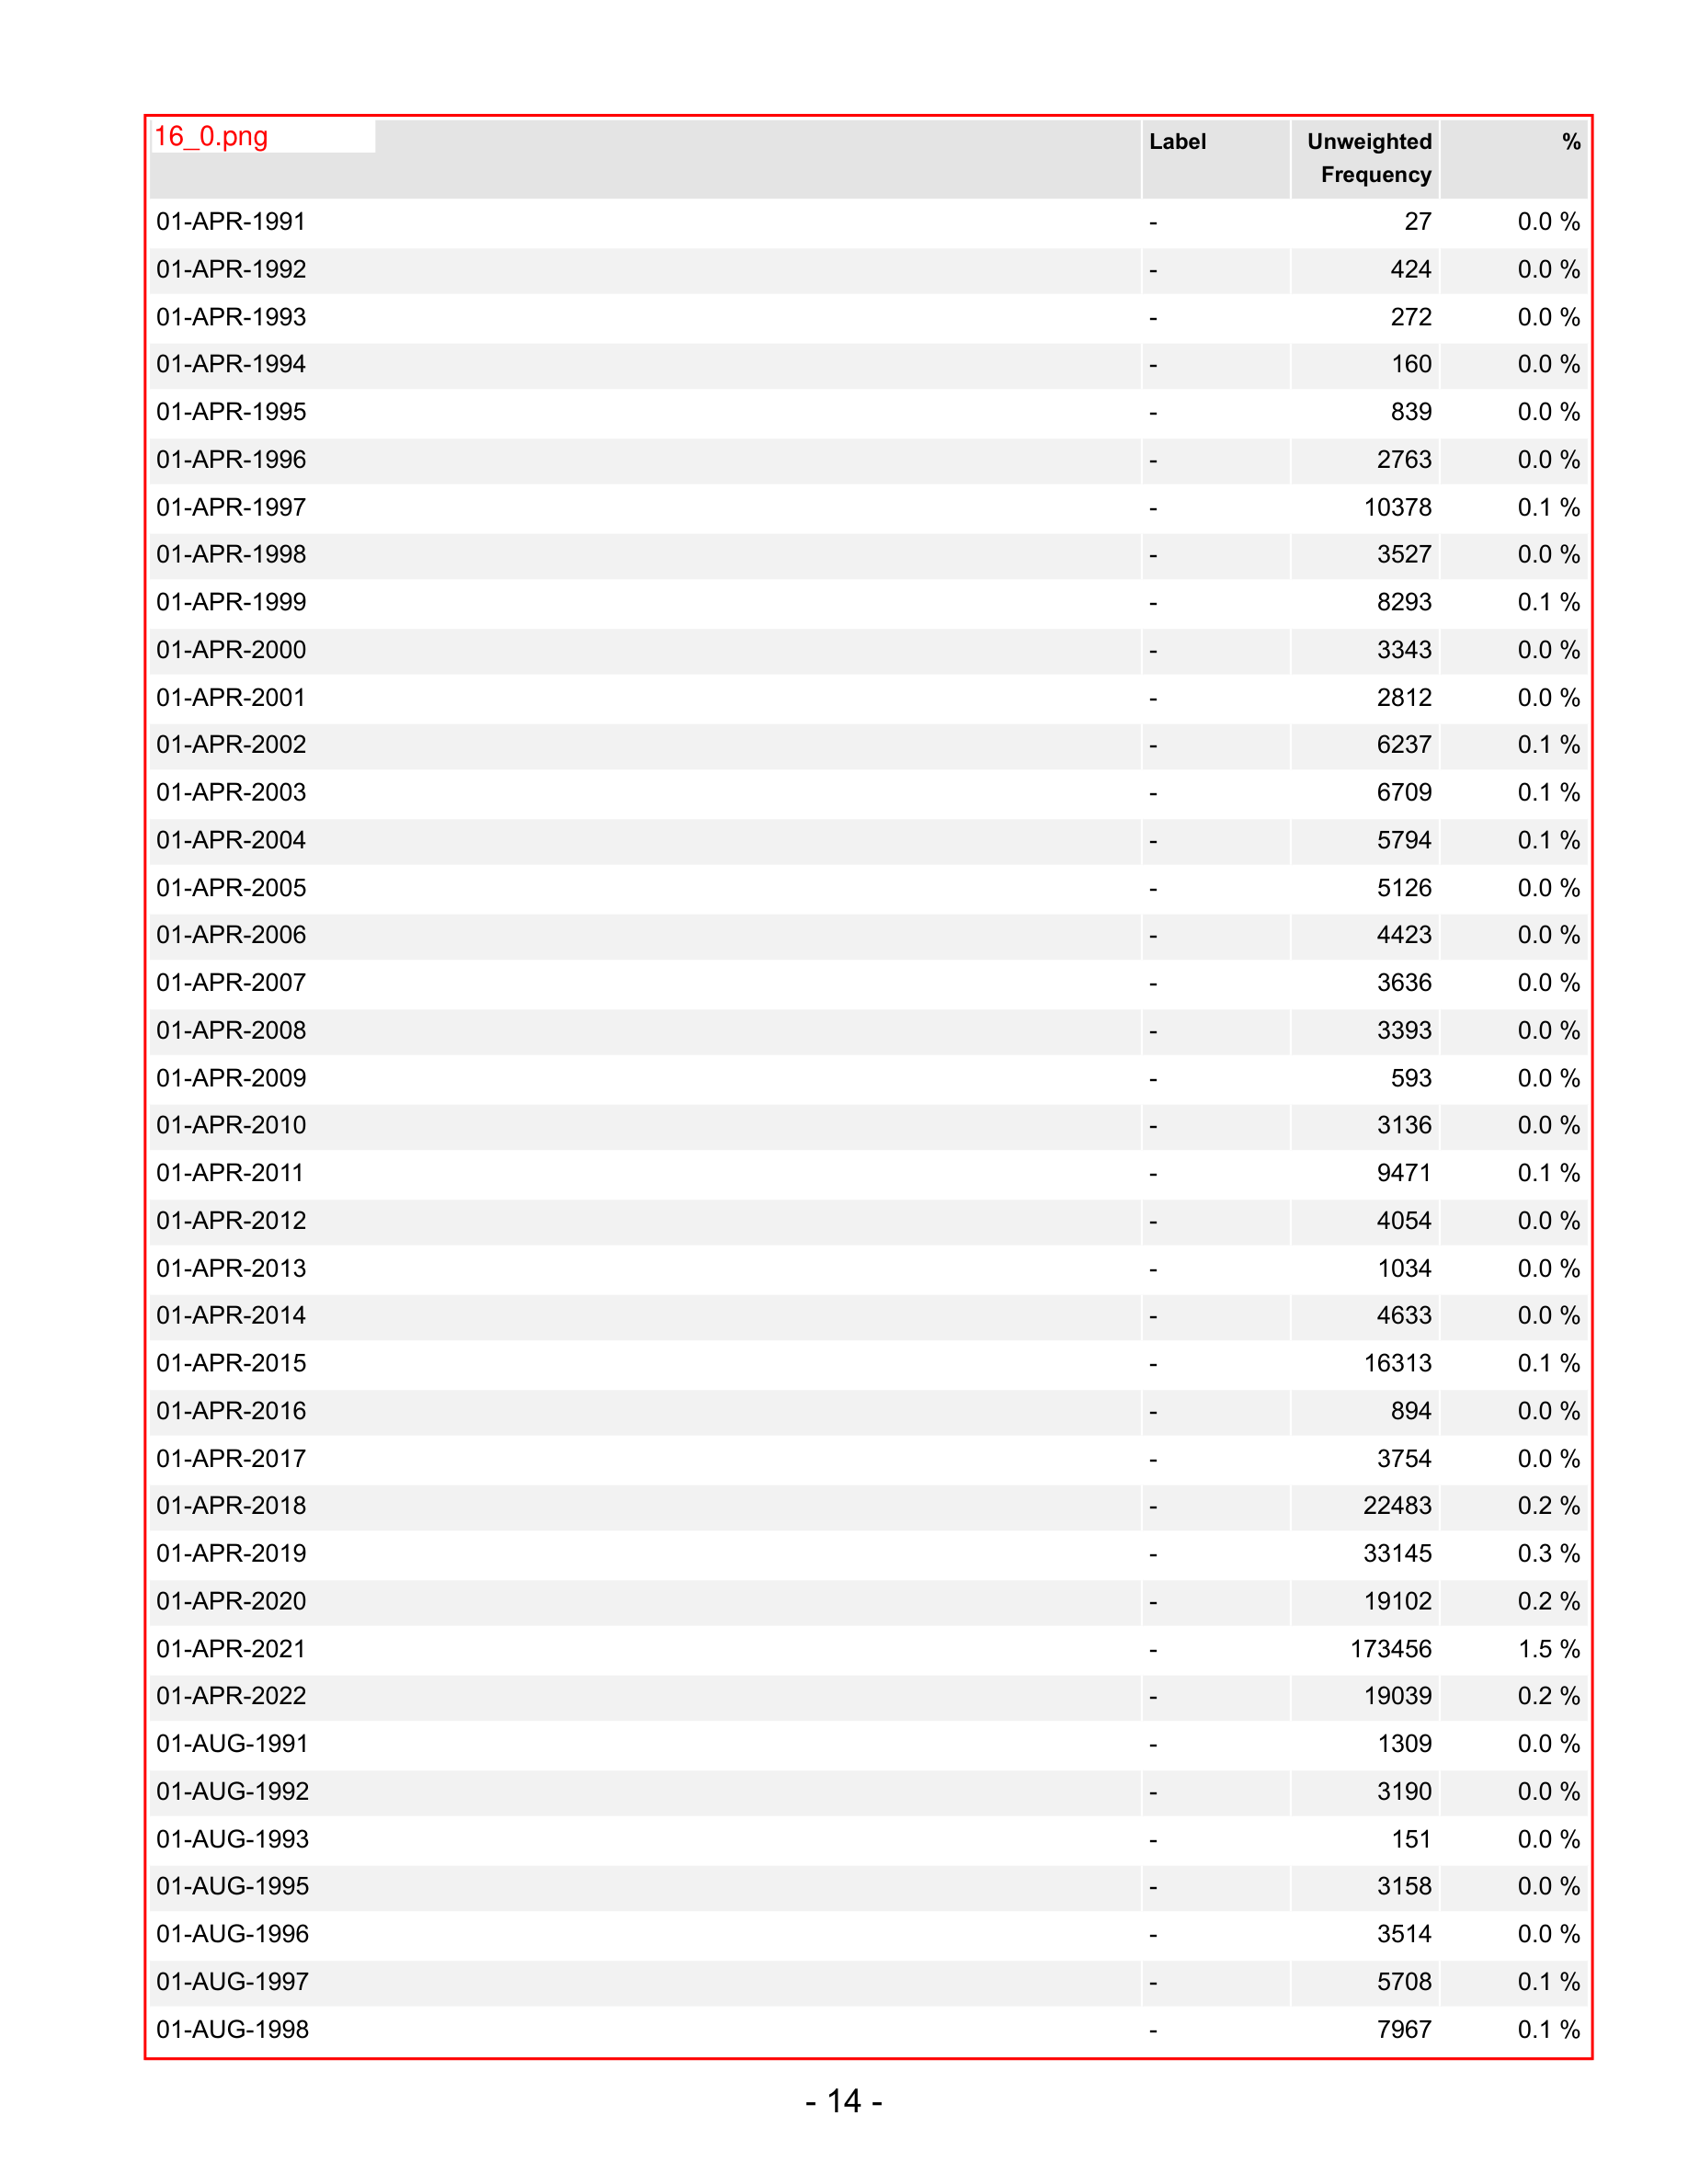 16_0.png
Label Unweighted Frequency %
01-APR-1991 - 27 0.0 %
01-APR-1992 - 424 0.0 %
01-APR-1993 - 272 0.0 %
01-APR-1994 - 160 0.0 %
01-APR-1995 - 839 0.0 %
01-APR-1996 - 2763 0.0 %
01-APR-1997 - 10378 0.1 %
01-APR-1998 - 3527 0.0 %
01-APR-1999 - 8293 0.1 %
01-APR-2000 - 3343 0.0 %
01-APR-2001 - 2812 0.0 %
01-APR-2002 - 6237 0.1 %
01-APR-2003 - 6709 0.1 %
01-APR-2004 - 5794 0.1 %
01-APR-2005 - 5126 0.0 %
01-APR-2006 - 4423 0.0 %
01-APR-2007 - 3636 0.0 %
01-APR-2008 - 3393 0.0 %
01-APR-2009 - 593 0.0 %
01-APR-2010 - 3136 0.0 %
01-APR-2011 - 9471 0.1 %
01-APR-2012 - 4054 0.0 %
01-APR-2013 - 1034 0.0 %
01-APR-2014 - 4633 0.0 %
01-APR-2015 - 16313 0.1 %
01-APR-2016 - 894 0.0 %
01-APR-2017 - 3754 0.0 %
01-APR-2018 - 22483 0.2 %
01-APR-2019 - 33145 0.3 %
01-APR-2020 - 19102 0.2 %
01-APR-2021 - 173456 1.5 %
01-APR-2022 - 19039 0.2 %
01-AUG-1991 - 1309 0.0 %
01-AUG-1992 - 3190 0.0 %
01-AUG-1993 - 151 0.0 %
01-AUG-1995 - 3158 0.0 %
01-AUG-1996 - 3514 0.0 %
01-AUG-1997 - 5708 0.1 %
01-AUG-1998 - 7967 0.1 %
- 14 -